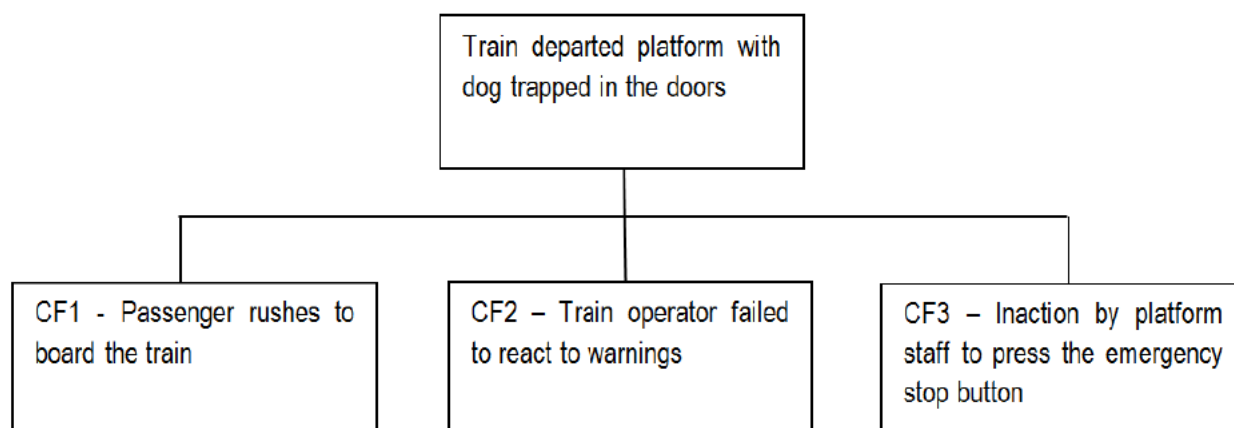 Train departed platform with
dog trapped in the doors
CF1 - Passenger rushes to
board the train
CF2 – Train operator failed
to react to warnings
CF3 – Inaction by platform
staff to press the emergency
stop button